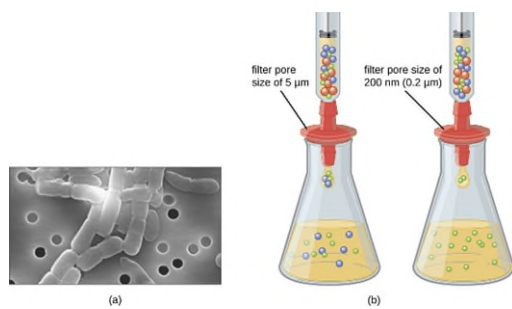 filter pore
size of 5 µm
filter pore size of
200 nm (0.2 µm)
(a)
(b)